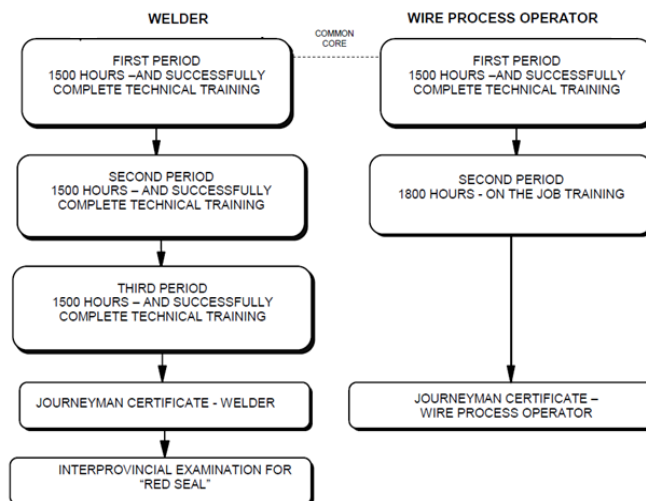 WELDER
FIRST PERIOD
1500 HOURS –AND SUCCESSFULLY
COMPLETE TECHNICAL TRAINING
SECOND PERIOD
1500 HOURS – AND SUCCESSFULLY
COMPLETE TECHNICAL TRAINING
THIRD PERIOD
1500 HOURS – AND SUCCESSFULLY
COMPLETE TECHNICAL TRAINING
JOURNEYMAN CERTIFICATE - WELDER
INTERPROVINCIAL EXAMINATION FOR
“RED SEAL”
COMMON
CORE
WIRE PROCESS OPERATOR
FIRST PERIOD
1500 HOURS –AND SUCCESSFULLY
COMPLETE TECHNICAL TRAINING
SECOND PERIOD
1800 HOURS - ON THE JOB TRAINING
JOURNEYMAN CERTIFICATE –
WIRE PROCESS OPERATOR